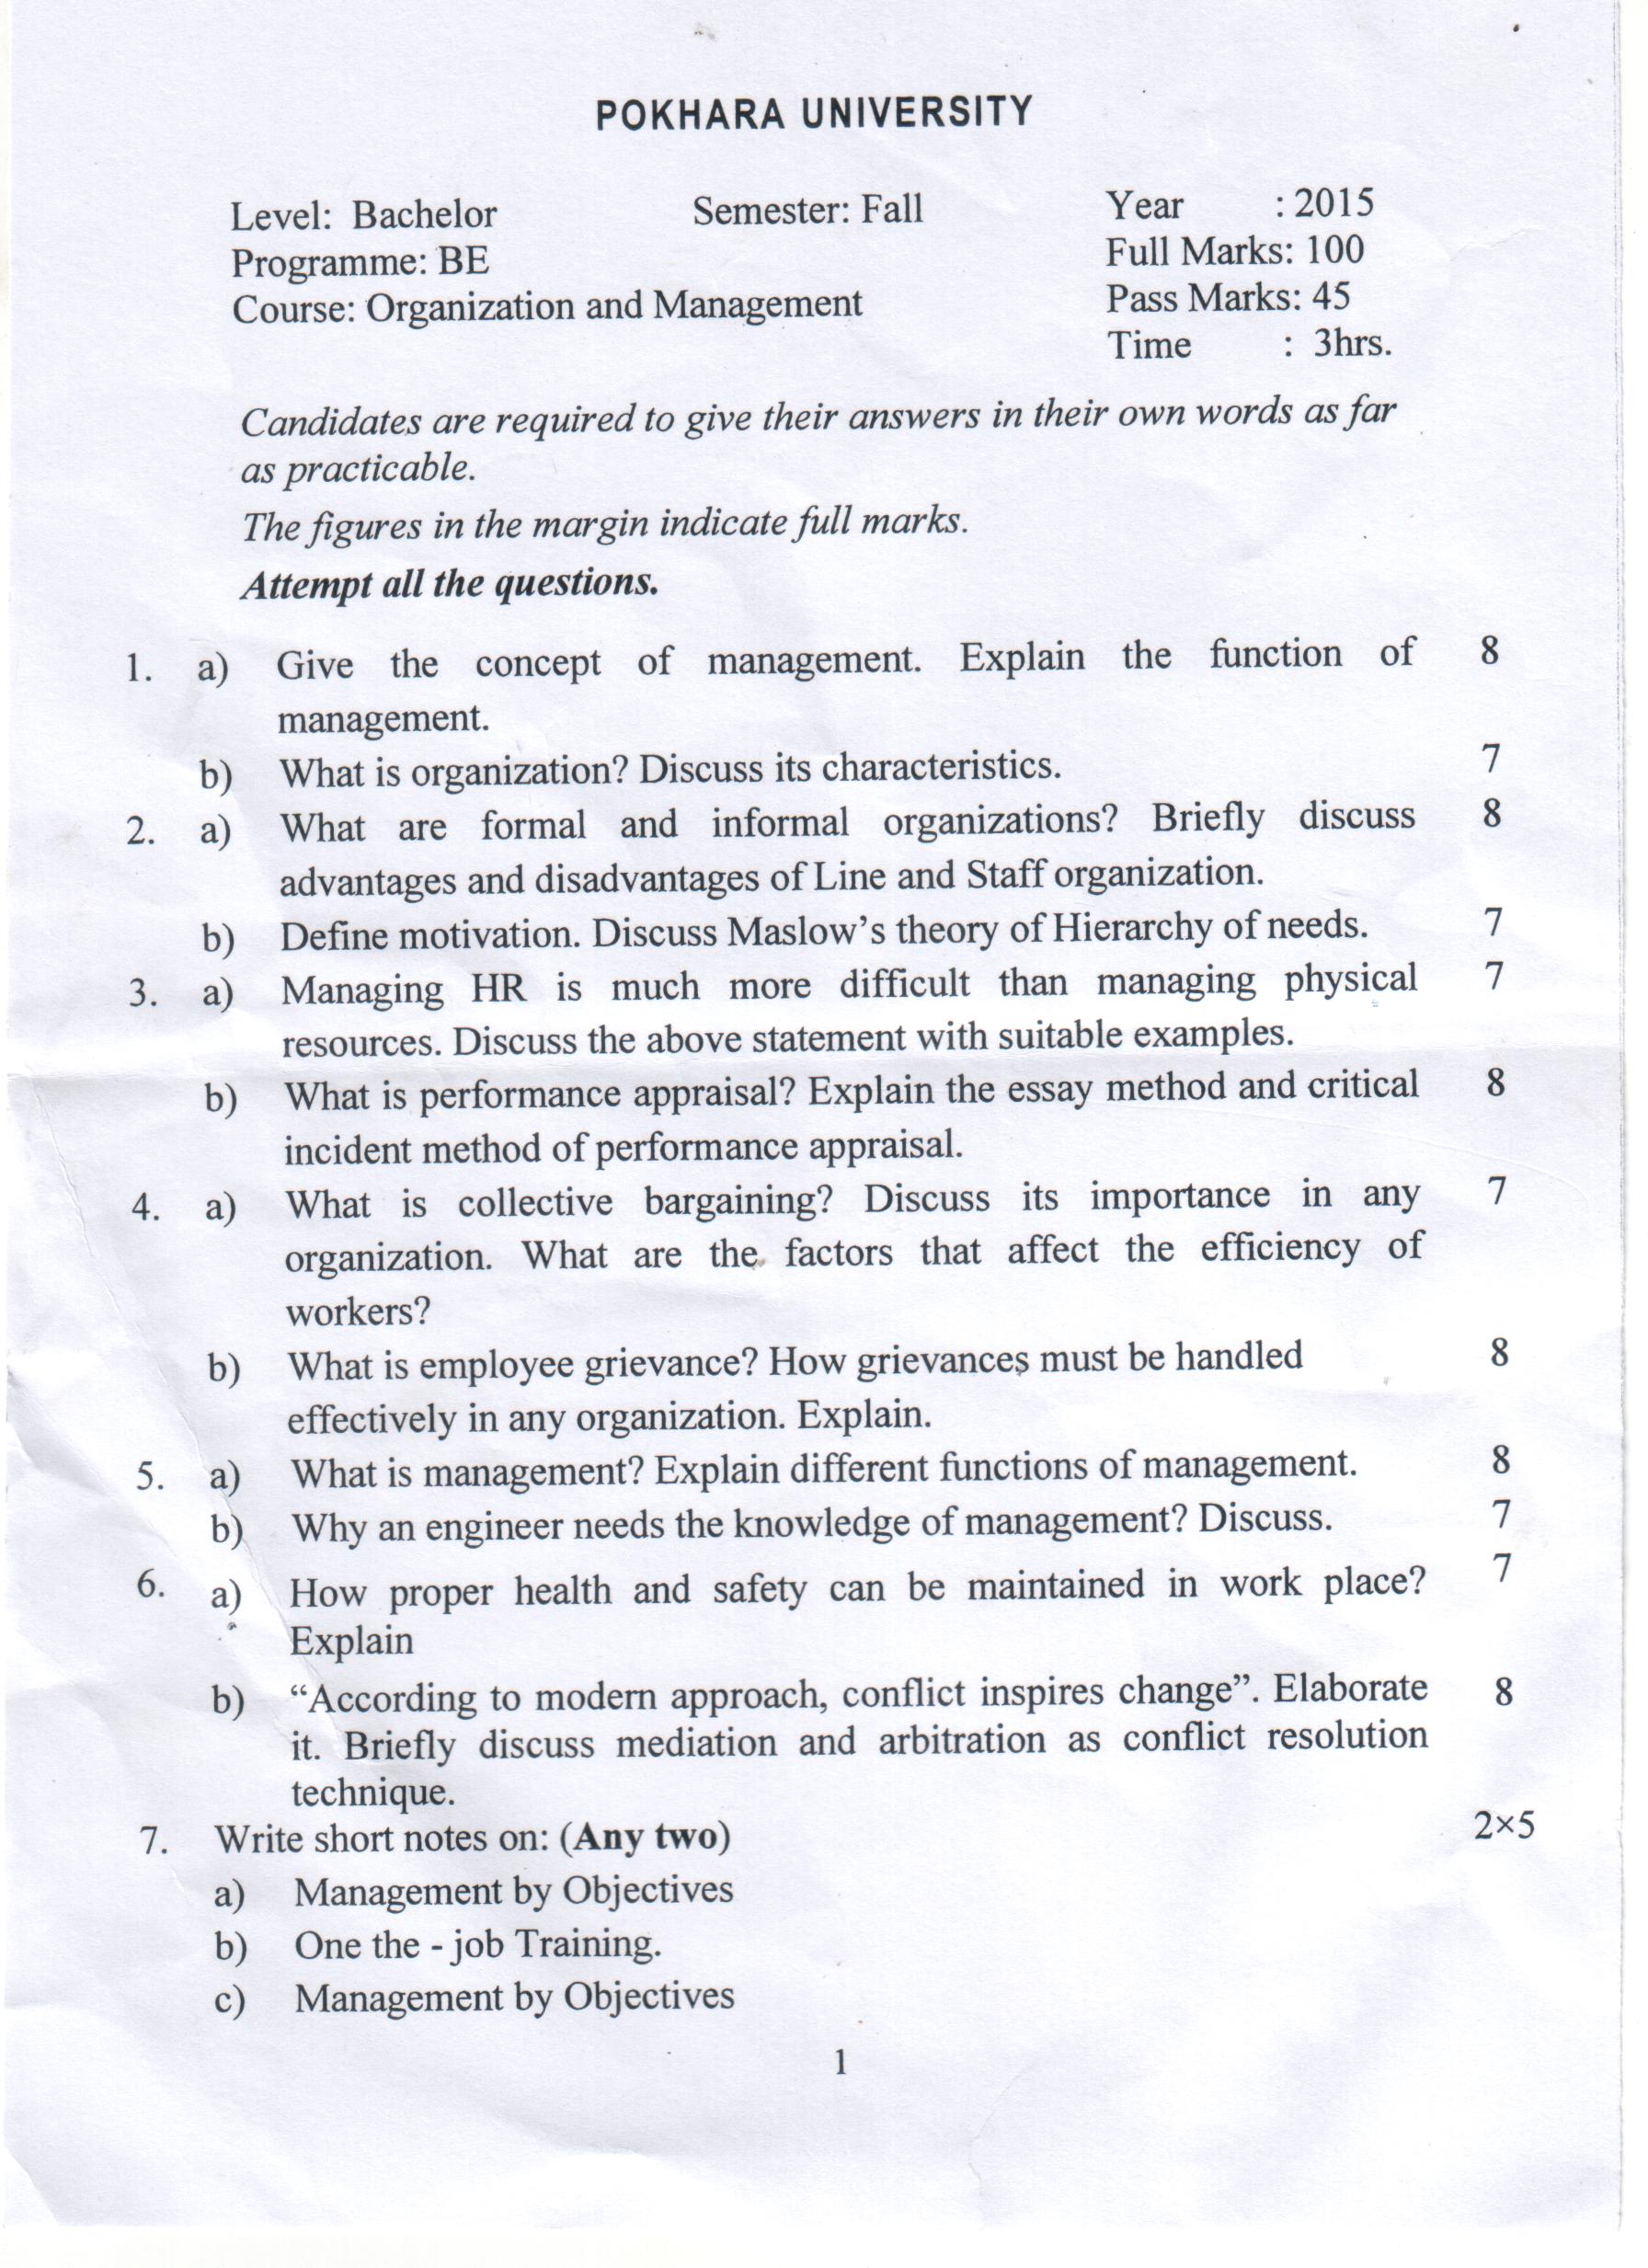 POKHARA UNIVERSITY
Level: Bachelor Semester: Fall Year : 2015
Programme: BE Full Marks: 100
Course: Organization and Management Pass Marks: 45
Time : 3hrs.
Candidates are required to give their answers in their own words as far
as practicable.
The figures in the margin indicate full marks.
Attempt all the questions.
1. a) Give the concept of management. Explain the function of 8
management.
b) What is organization? Discuss its characteristics. 7
2. a) What are formal and informal organizations? Briefly discuss 8
advantages and disadvantages of Line and Staff organization.
b) Define motivation. Discuss Maslow's theory of Hierarchy of needs. 7
3. a) Managing HR is much more difficult than managing physical 7
resources. Discuss the above statement with suitable examples.
b) What is performance appraisal? Explain the essay method and critical 8
incident method of performance appraisal.
4. a) What is collective bargaining? Discuss its importance in any 7
organization. What are the factors that affect the efficiency of
workers?
b) What is employee grievance? How grievances must be handled 8
effectively in any organization. Explain.
5. a) What is management? Explain different functions of management. 8
b) Why an engineer needs the knowledge of management? Discuss. 7
6. a) How proper health and safety can be maintained in work place? 7
Explain
b) “According to modern approach, conflict inspires change”. Elaborate 8
it. Briefly discuss mediation and arbitration as conflict resolution
technique.
7. Write short notes on: (Any two) 2×5
a) Management by Objectives
b) One the - job Training.
c) Management by Objectives
1